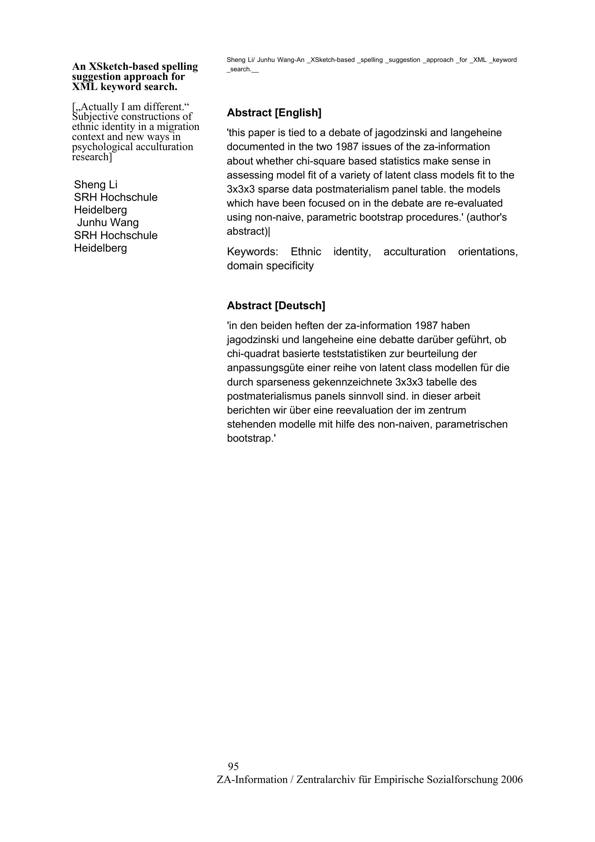 An XSketch-based spelling
suggestion approach for
XML keyword search.
[„Actually I am different.“
Subjective constructions of
ethnic identity in a migration
context and new ways in
psychological acculturation
research]
Sheng Li
SRH Hochschule
Heidelberg
Junhu Wang
SRH Hochschule
Heidelberg
Sheng Li/ Junhu Wang-An _XSketch-based _spelling _suggestion _approach _for _XML _keyword
_search.__
Abstract [English]
'this paper is tied to a debate of jagodzinski and langeheine
documented in the two 1987 issues of the za-information
about whether chi-square based statistics make sense in
assessing model fit of a variety of latent class models fit to the
3x3x3 sparse data postmaterialism panel table. the models
which have been focused on in the debate are re-evaluated
using non-naive, parametric bootstrap procedures.' (author's
abstract)|
Keywords: Ethnic identity, acculturation orientations,
domain specificity
Abstract [Deutsch]
'in den beiden heften der za-information 1987 haben
jagodzinski und langeheine eine debatte darüber geführt, ob
chi-quadrat basierte teststatistiken zur beurteilung der
anpassungsgüte einer reihe von latent class modellen für die
durch sparseness gekennzeichnete 3x3x3 tabelle des
postmaterialismus panels sinnvoll sind. in dieser arbeit
berichten wir über eine reevaluation der im zentrum
stehenden modelle mit hilfe des non-naiven, parametrischen
bootstrap.'
95
ZA-Information / Zentralarchiv für Empirische Sozialforschung 2006